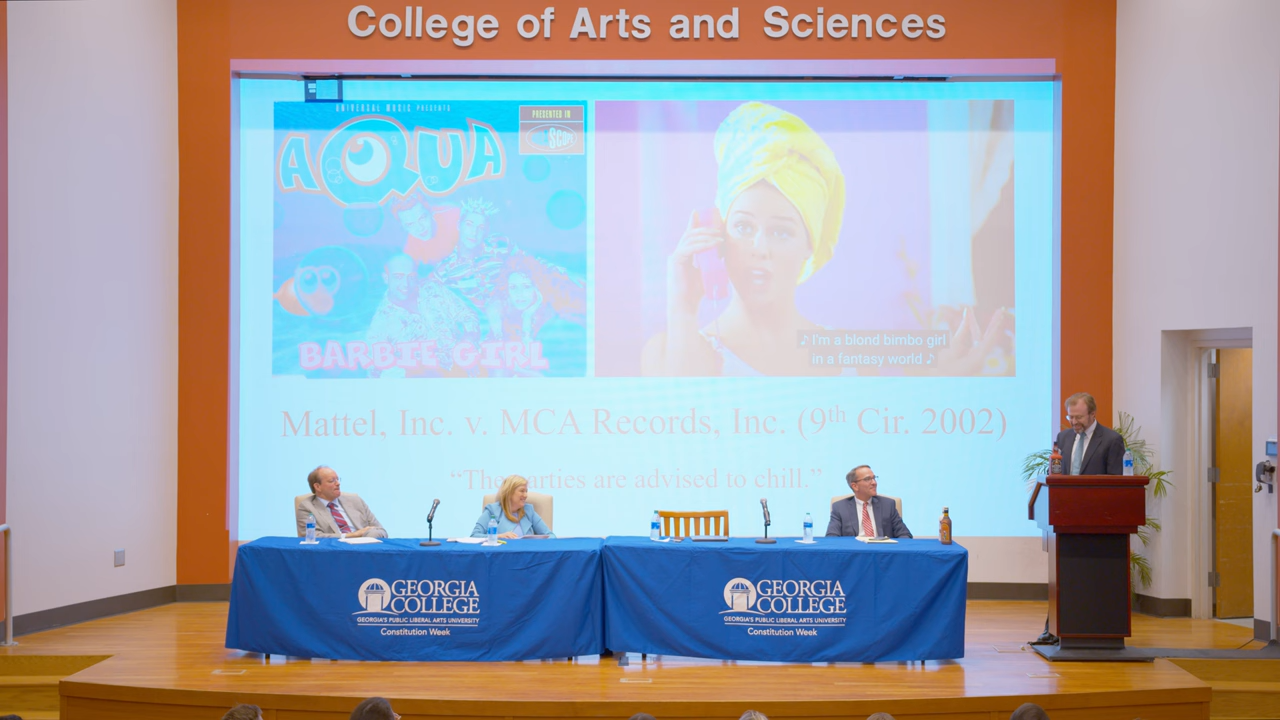 College of Arts and Sciences
UNIVERSAL MUSIC PRESENTS
PRESENTED IN
AQUA
BARBIE GIRL
♪ I'm a blond bimbo girl
in a fantasy world ♪
Mattel, Inc. v. MCA Records, Inc. (9th Cir. 2002)
“The parties are advised to chill.”
GEORGIA
COLLEGE
GEORGIA'S PUBLIC LIBERAL ARTS UNIVERSITY
Constitution Week
GEORGIA
COLLEGE
GEORGIA'S PUBLIC LIBERAL ARTS UNIVERSITY
Constitution Week